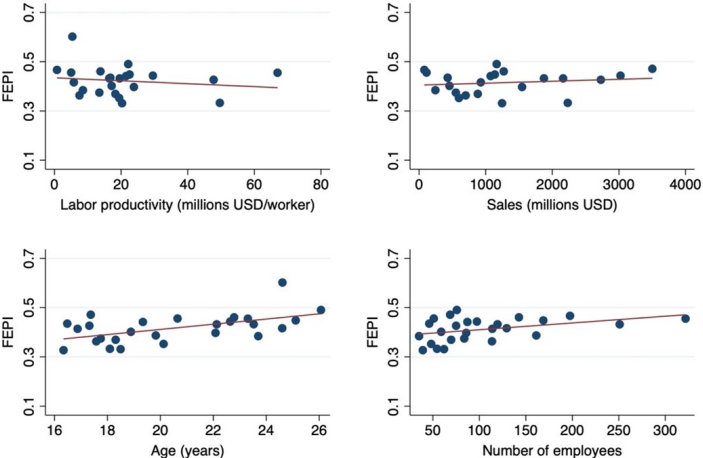 FEPI
0.7
0.5
0.3
0.1
0 20 40 60 80
Labor productivity (millions USD/worker)
FEPI
0.7
0.5
0.3
0.1
0 1000 2000 3000 4000
Sales (millions USD)
FEPI
0.7
0.5
0.3
0.1
16 18 20 22 24 26
Age (years)
FEPI
0.7
0.5
0.3
0.1
50 100 150 200 250 300
Number of employees